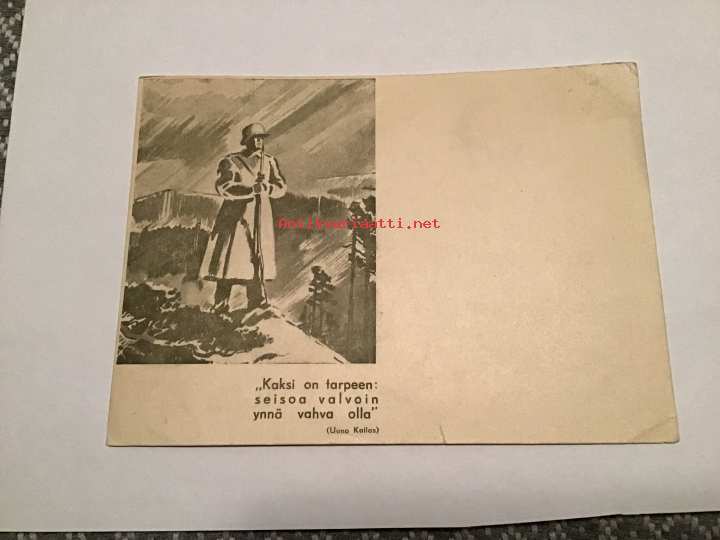 Antikvariaatti.net
„Kaksi on tarpeen:
seisoa valvoin
ynnä vahva olla"
(Uuno Kailas)